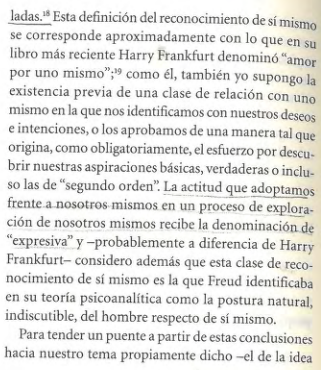 ladas.¹⁸ Esta definición del reconocimiento de sí mismo
se corresponde aproximadamente con lo que en su
libro más reciente Harry Frankfurt denominó “amor
por uno mismo”;¹⁹ como él, también yo supongo la
existencia previa de una clase de relación con uno
mismo en la que nos identificamos con nuestros deseos
e intenciones, o los aprobamos de una manera tal que
origina, como obligatoriamente, el esfuerzo por descu-
brir nuestras aspiraciones básicas, verdaderas o inclu-
so las de “segundo orden”. La actitud que adoptamos
frente a nosotros mismos en un proceso de explora-
ción de nosotros mismos recibe la denominación de
“expresiva” y –probablemente a diferencia de Harry
Frankfurt– considero además que esta clase de reco-
nocimiento de sí mismo es la que Freud identificaba
en su teoría psicoanalítica como la postura natural,
indiscutible, del hombre respecto de sí mismo.
Para tender un puente a partir de estas conclusiones
hacia nuestro tema propiamente dicho –el de la idea